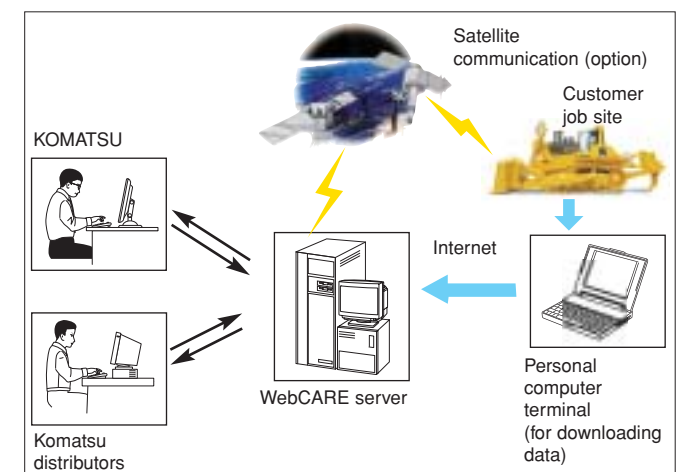 Satellite
communication (option)
Customer
job site
KOMATSU
Internet
WebCARE server
Personal
computer
terminal
(for downloading
data)
Komatsu
distributors